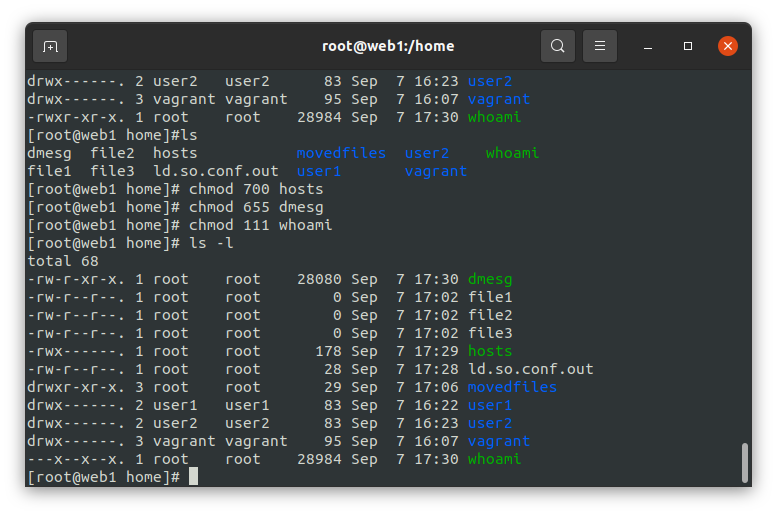 root@web1:/home
drwx------. 2 user2   user2      83 Sep  7 16:23 user2
drwx------. 3 vagrant vagrant    95 Sep  7 16:07 vagrant
-rwxr-xr-x. 1 root    root    28984 Sep  7 17:30 whoami
[root@web1 home]#ls
dmesg  file2  hosts           movedfiles  user2    whoami
file1  file3  ld.so.conf.out  user1       vagrant
[root@web1 home]# chmod 700 hosts
[root@web1 home]# chmod 655 dmesg
[root@web1 home]# chmod 111 whoami
[root@web1 home]# ls -l
total 68
-rw-r-xr-x. 1 root    root    28080 Sep  7 17:30 dmesg
-rw-r--r--. 1 root    root        0 Sep  7 17:02 file1
-rw-r--r--. 1 root    root        0 Sep  7 17:02 file2
-rw-r--r--. 1 root    root        0 Sep  7 17:02 file3
-rwx------. 1 root    root      178 Sep  7 17:29 hosts
-rw-r--r--. 1 root    root       28 Sep  7 17:28 ld.so.conf.out
drwxr-xr-x. 3 root    root       29 Sep  7 17:06 movedfiles
drwx------. 2 user1   user1      83 Sep  7 16:22 user1
drwx------. 2 user2   user2      83 Sep  7 16:23 user2
drwx------. 3 vagrant vagrant    95 Sep  7 16:07 vagrant
---x--x--x. 1 root    root    28984 Sep  7 17:30 whoami
[root@web1 home]#